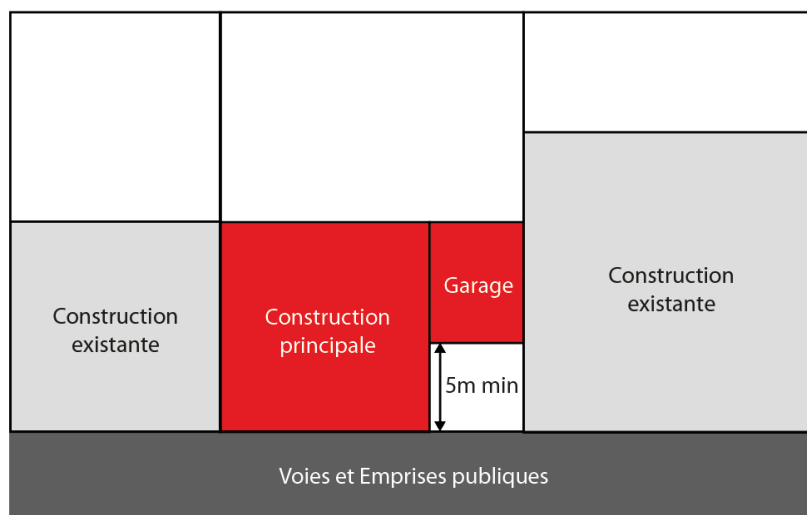 Construction
existante
Construction
principale
Garage
5m min
Construction
existante
Voies et Emprises publiques